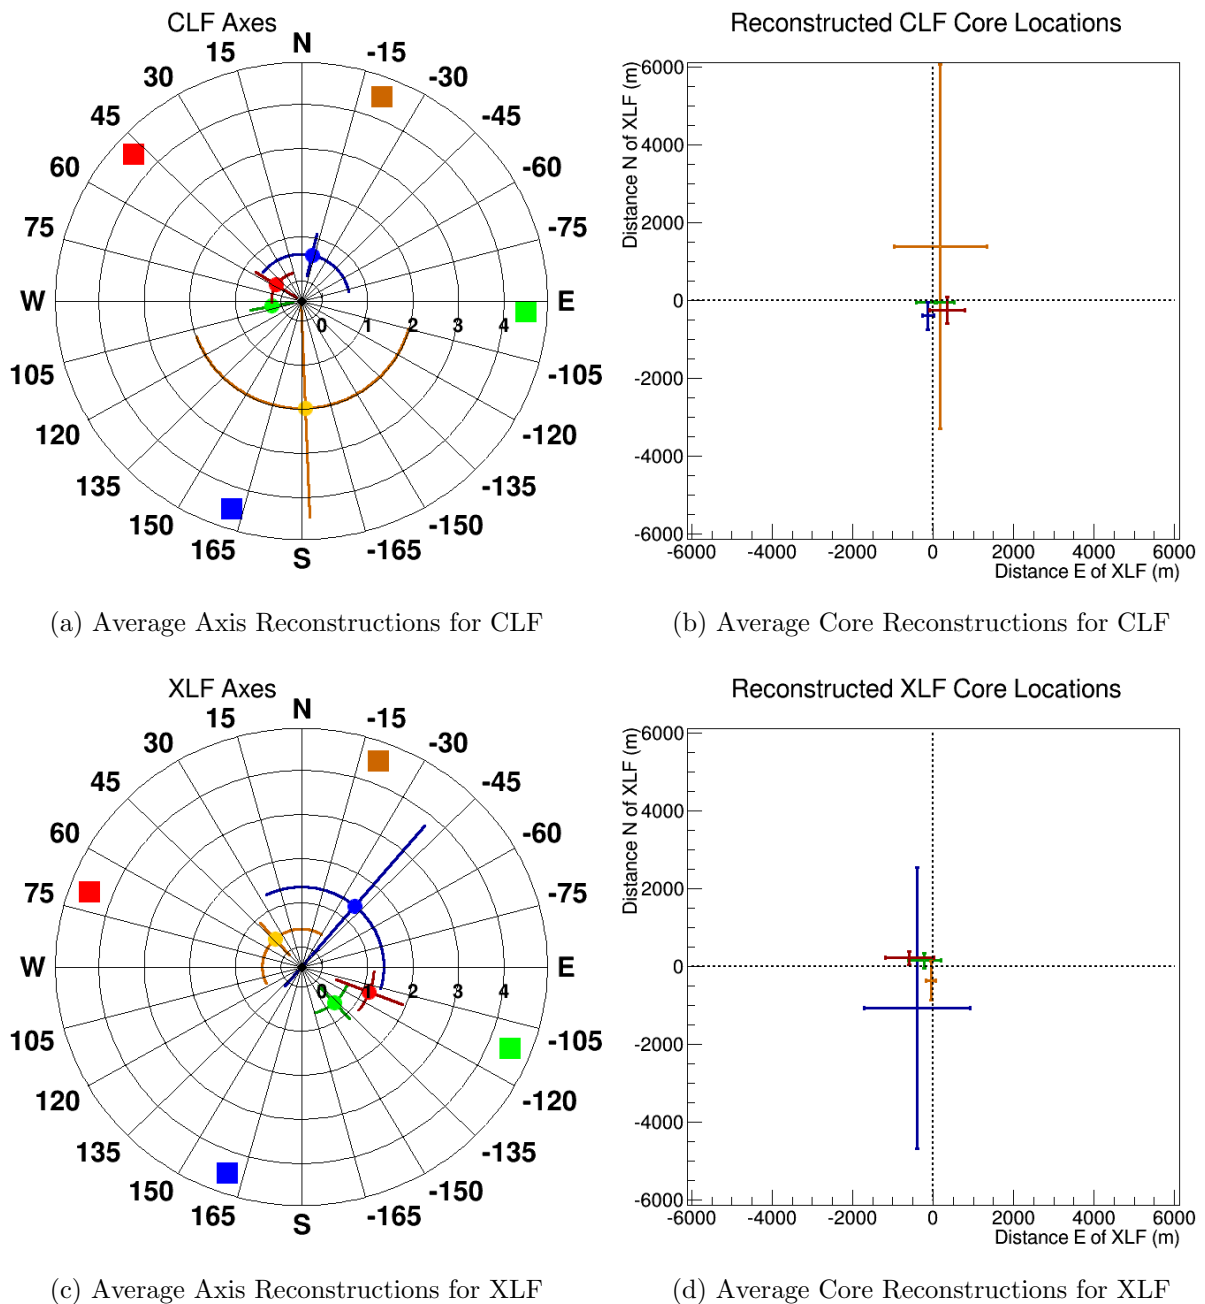 CLF Axes
N
15
-15
30
-30
45
-45
60
-60
75
-75
W
E
0 1 2 3 4
105
-105
120
-120
135
-135
150
-150
165
-165
S
Reconstructed CLF Core Locations
Distance N of XLF (m)
6000
4000
2000
0
-2000
-4000
-6000
-6000 -4000 -2000 0 2000 4000 6000
Distance E of XLF (m)
(a) Average Axis Reconstructions for CLF
(b) Average Core Reconstructions for CLF
XLF Axes
N
15
-15
30
-30
45
-45
60
-60
75
-75
W
E
0 1 2 3 4
105
-105
120
-120
135
-135
150
-150
165
-165
S
Reconstructed XLF Core Locations
Distance N of XLF (m)
6000
4000
2000
0
-2000
-4000
-6000
-6000 -4000 -2000 0 2000 4000 6000
Distance E of XLF (m)
(c) Average Axis Reconstructions for XLF
(d) Average Core Reconstructions for XLF